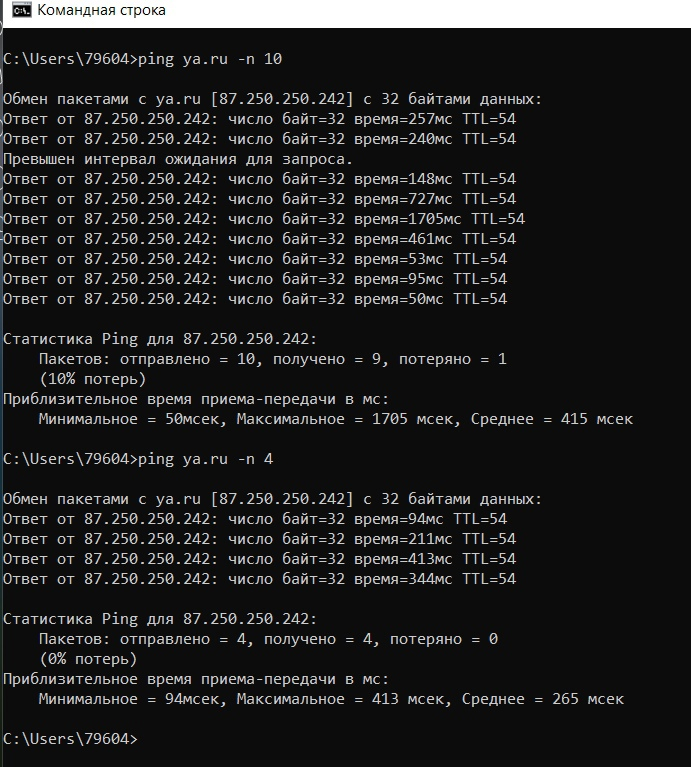 Командная строка
C:\Users\79604>ping ya.ru -n 10
Обмен пакетами с ya.ru [87.250.250.242] с 32 байтами данных:
Ответ от 87.250.250.242: число байт=32 время=257мс TTL=54
Ответ от 87.250.250.242: число байт=32 время=240мс TTL=54
Превышен интервал ожидания для запроса.
Ответ от 87.250.250.242: число байт=32 время=148мс TTL=54
Ответ от 87.250.250.242: число байт=32 время=727мс TTL=54
Ответ от 87.250.250.242: число байт=32 время=1705мс TTL=54
Ответ от 87.250.250.242: число байт=32 время=461мс TTL=54
Ответ от 87.250.250.242: число байт=32 время=53мс TTL=54
Ответ от 87.250.250.242: число байт=32 время=95мс TTL=54
Ответ от 87.250.250.242: число байт=32 время=50мс TTL=54
Статистика Ping для 87.250.250.242:
Пакетов: отправлено = 10, получено = 9, потеряно = 1
(10% потерь)
Приблизительное время приема-передачи в мс:
Минимальное = 50мсек, Максимальное = 1705 мсек, Среднее = 415 мсек
C:\Users\79604>ping ya.ru -n 4
Обмен пакетами с ya.ru [87.250.250.242] с 32 байтами данных:
Ответ от 87.250.250.242: число байт=32 время=94мс TTL=54
Ответ от 87.250.250.242: число байт=32 время=211мс TTL=54
Ответ от 87.250.250.242: число байт=32 время=413мс TTL=54
Ответ от 87.250.250.242: число байт=32 время=344мс TTL=54
Статистика Ping для 87.250.250.242:
Пакетов: отправлено = 4, получено = 4, потеряно = 0
(0% потерь)
Приблизительное время приема-передачи в мс:
Минимальное = 94мсек, Максимальное = 413 мсек, Среднее = 265 мсек
C:\Users\79604>